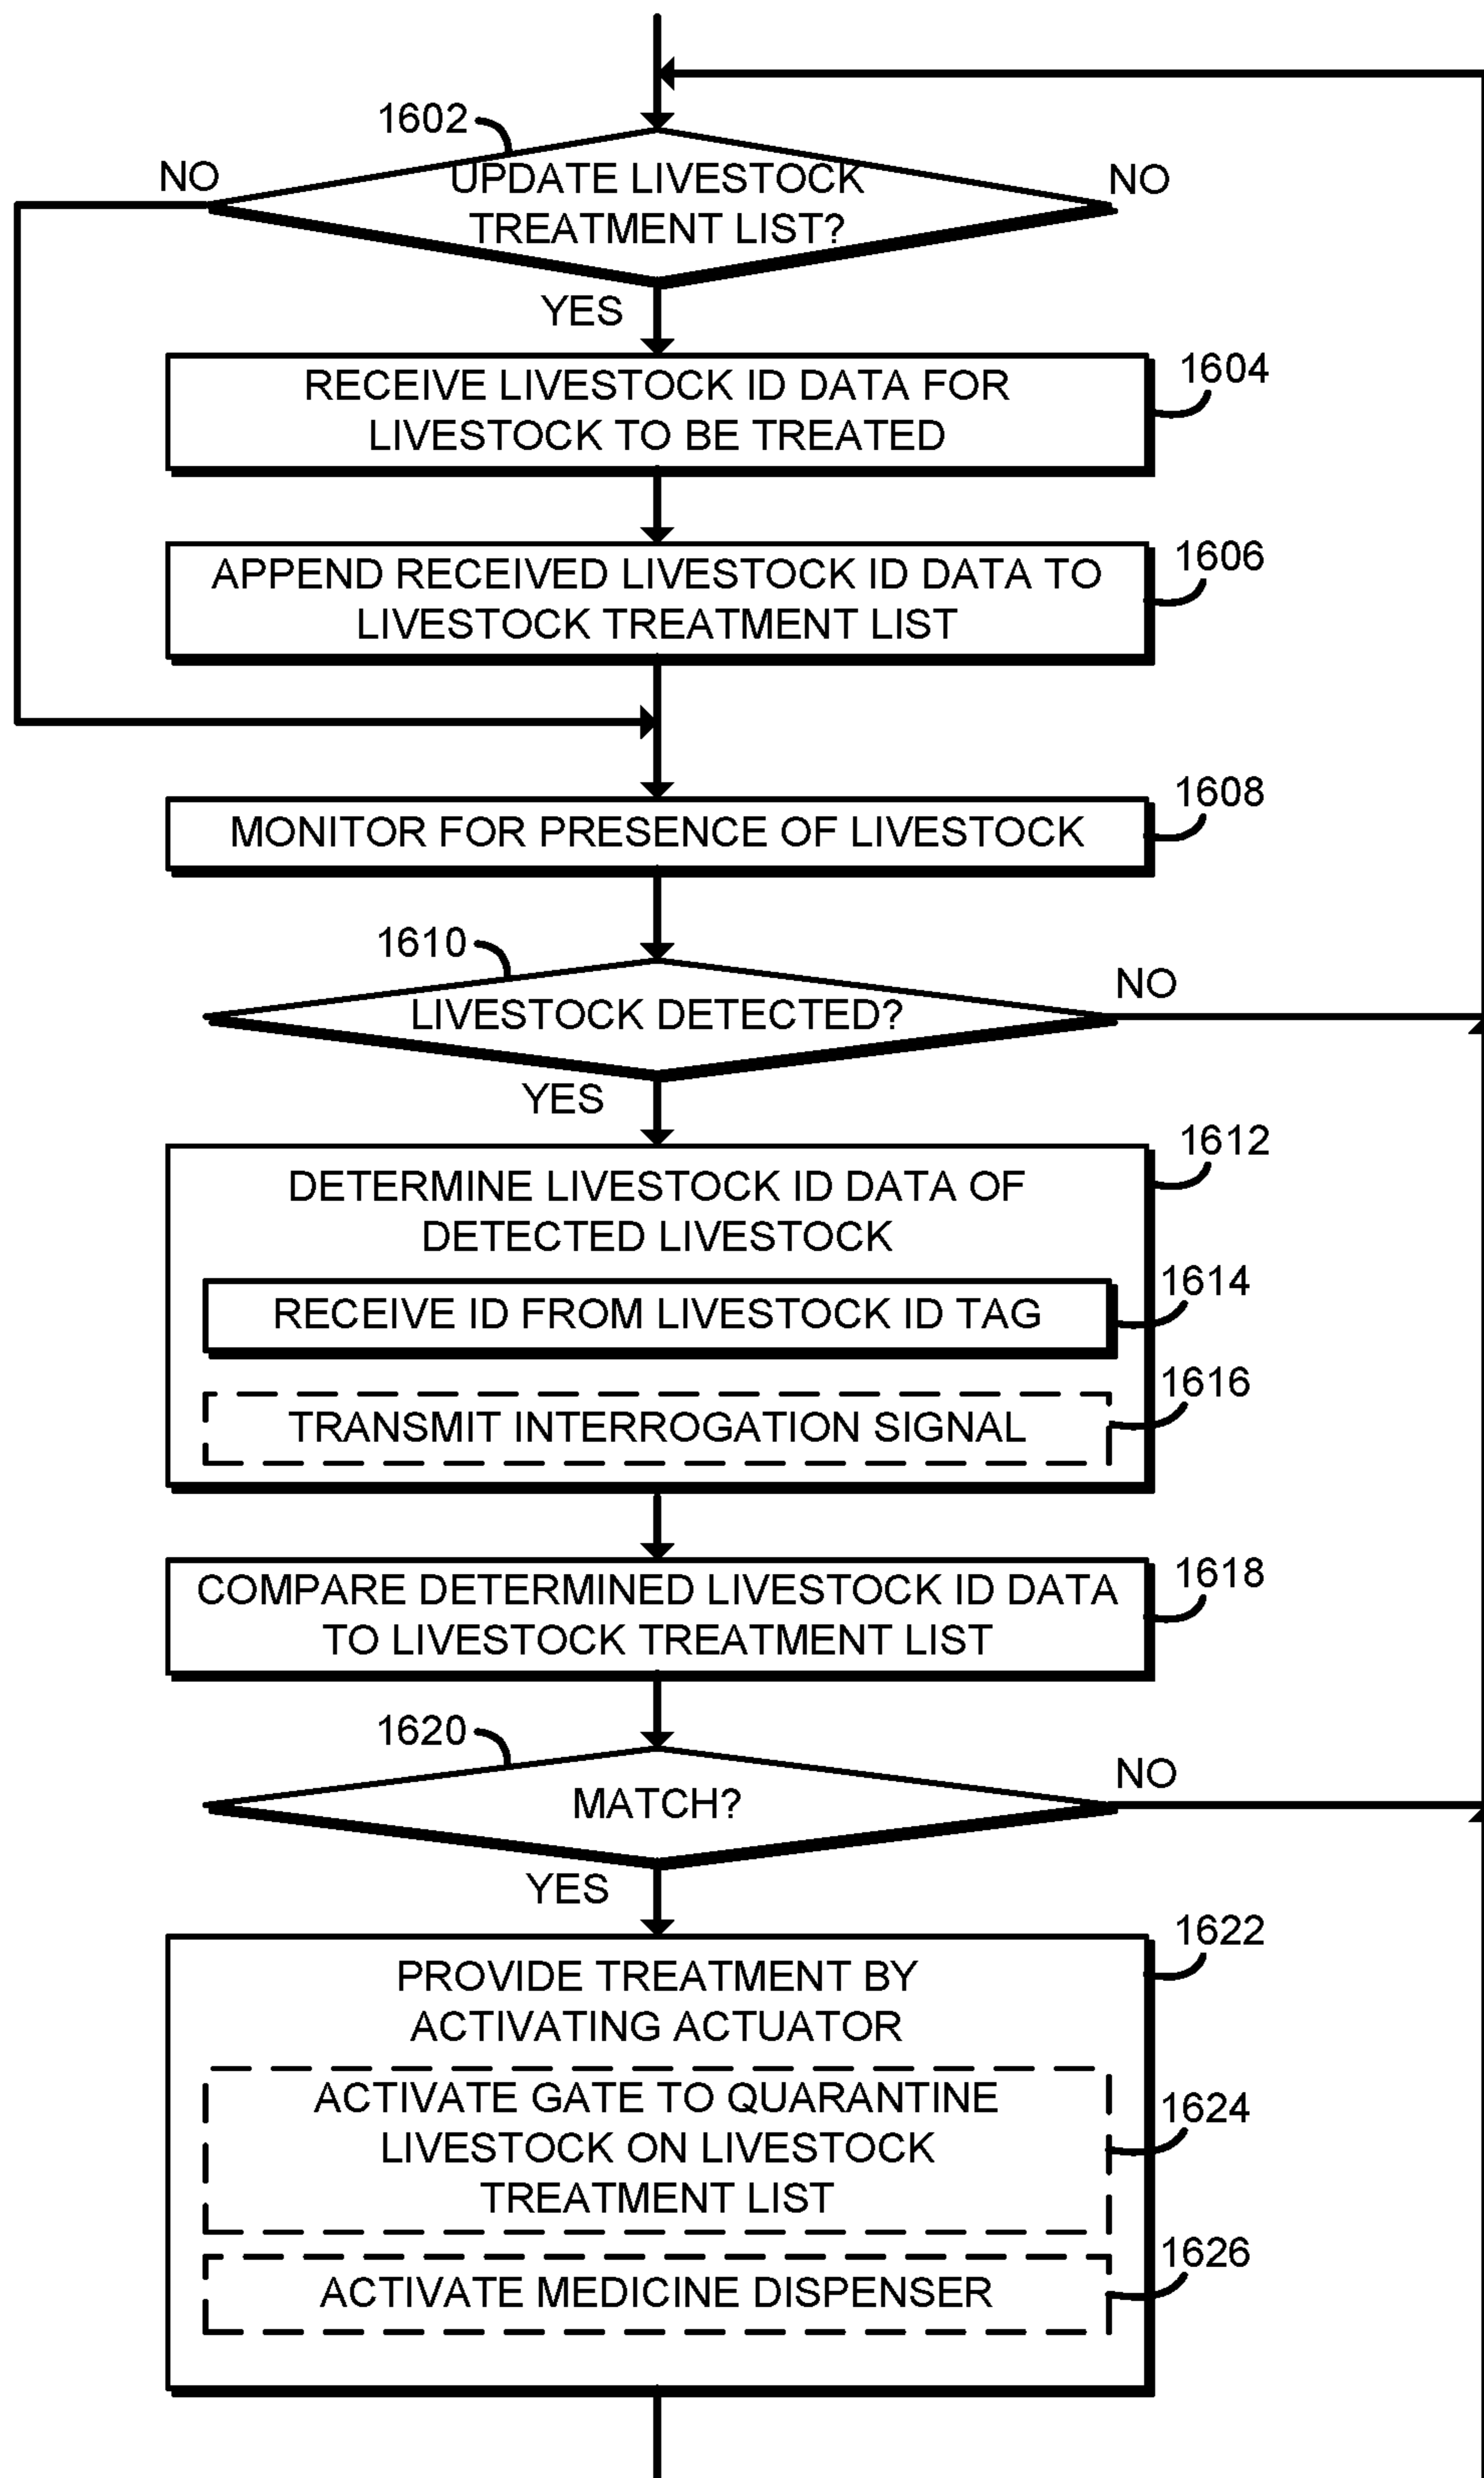 1602
NO
UPDATE LIVESTOCK
NO
TREATMENT LIST?
YES
RECEIVE LIVESTOCK ID DATA FOR
LIVESTOCK TO BE TREATED
1604
APPEND RECEIVED LIVESTOCK ID DATA TO
LIVESTOCK TREATMENT LIST
1606
MONITOR FOR PRESENCE OF LIVESTOCK
1608
1610
LIVESTOCK DETECTED?
NO
YES
DETERMINE LIVESTOCK ID DATA OF
DETECTED LIVESTOCK
1612
RECEIVE ID FROM LIVESTOCK ID TAG
1614
TRANSMIT INTERROGATION SIGNAL
1616
COMPARE DETERMINED LIVESTOCK ID DATA
TO LIVESTOCK TREATMENT LIST
1618
1620
MATCH?
NO
YES
PROVIDE TREATMENT BY
ACTIVATING ACTUATOR
1622
ACTIVATE GATE TO QUARANTINE
LIVESTOCK ON LIVESTOCK
TREATMENT LIST
1624
ACTIVATE MEDICINE DISPENSER
1626